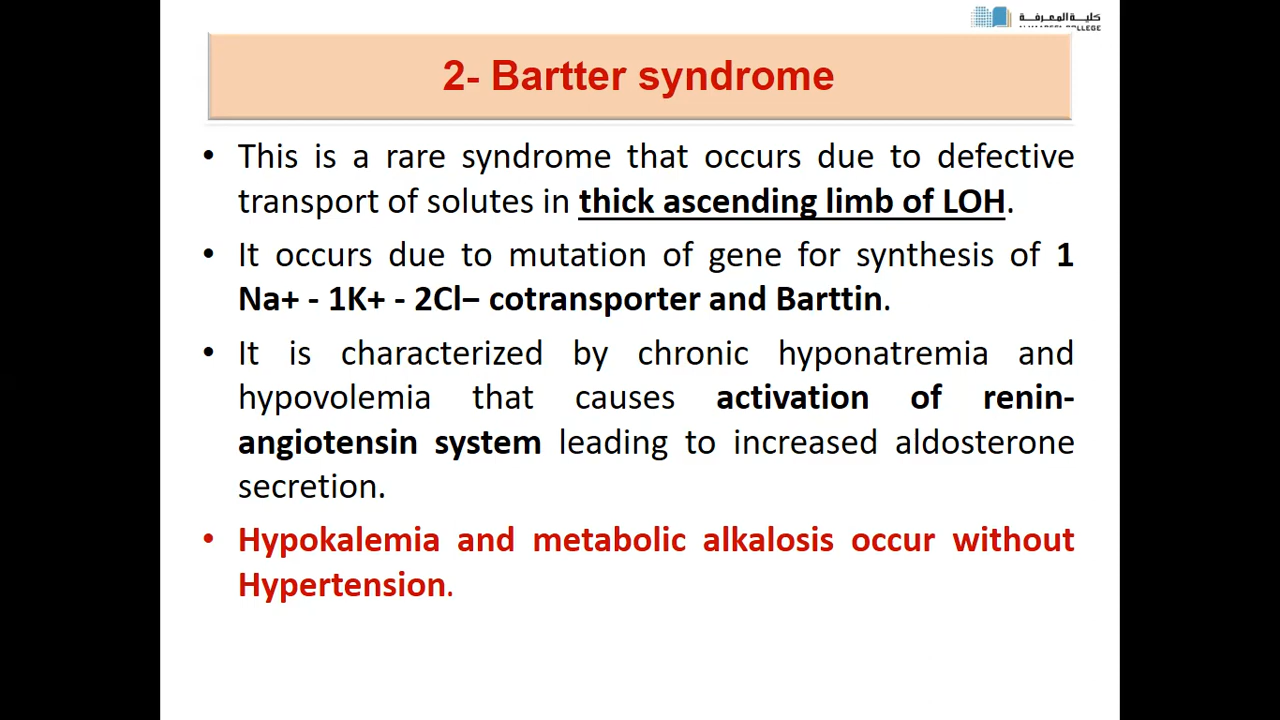 كلية المعرفة
2- Bartter syndrome
• This is a rare syndrome that occurs due to defective
transport of solutes in thick ascending limb of LOH.
• It occurs due to mutation of gene for synthesis of 1
Na+ - 1K+ - 2Cl– cotransporter and Barttin.
• It is characterized by chronic hyponatremia and
hypovolemia that causes activation of renin-
angiotensin system leading to increased aldosterone
secretion.
• Hypokalemia and metabolic alkalosis occur without
Hypertension.